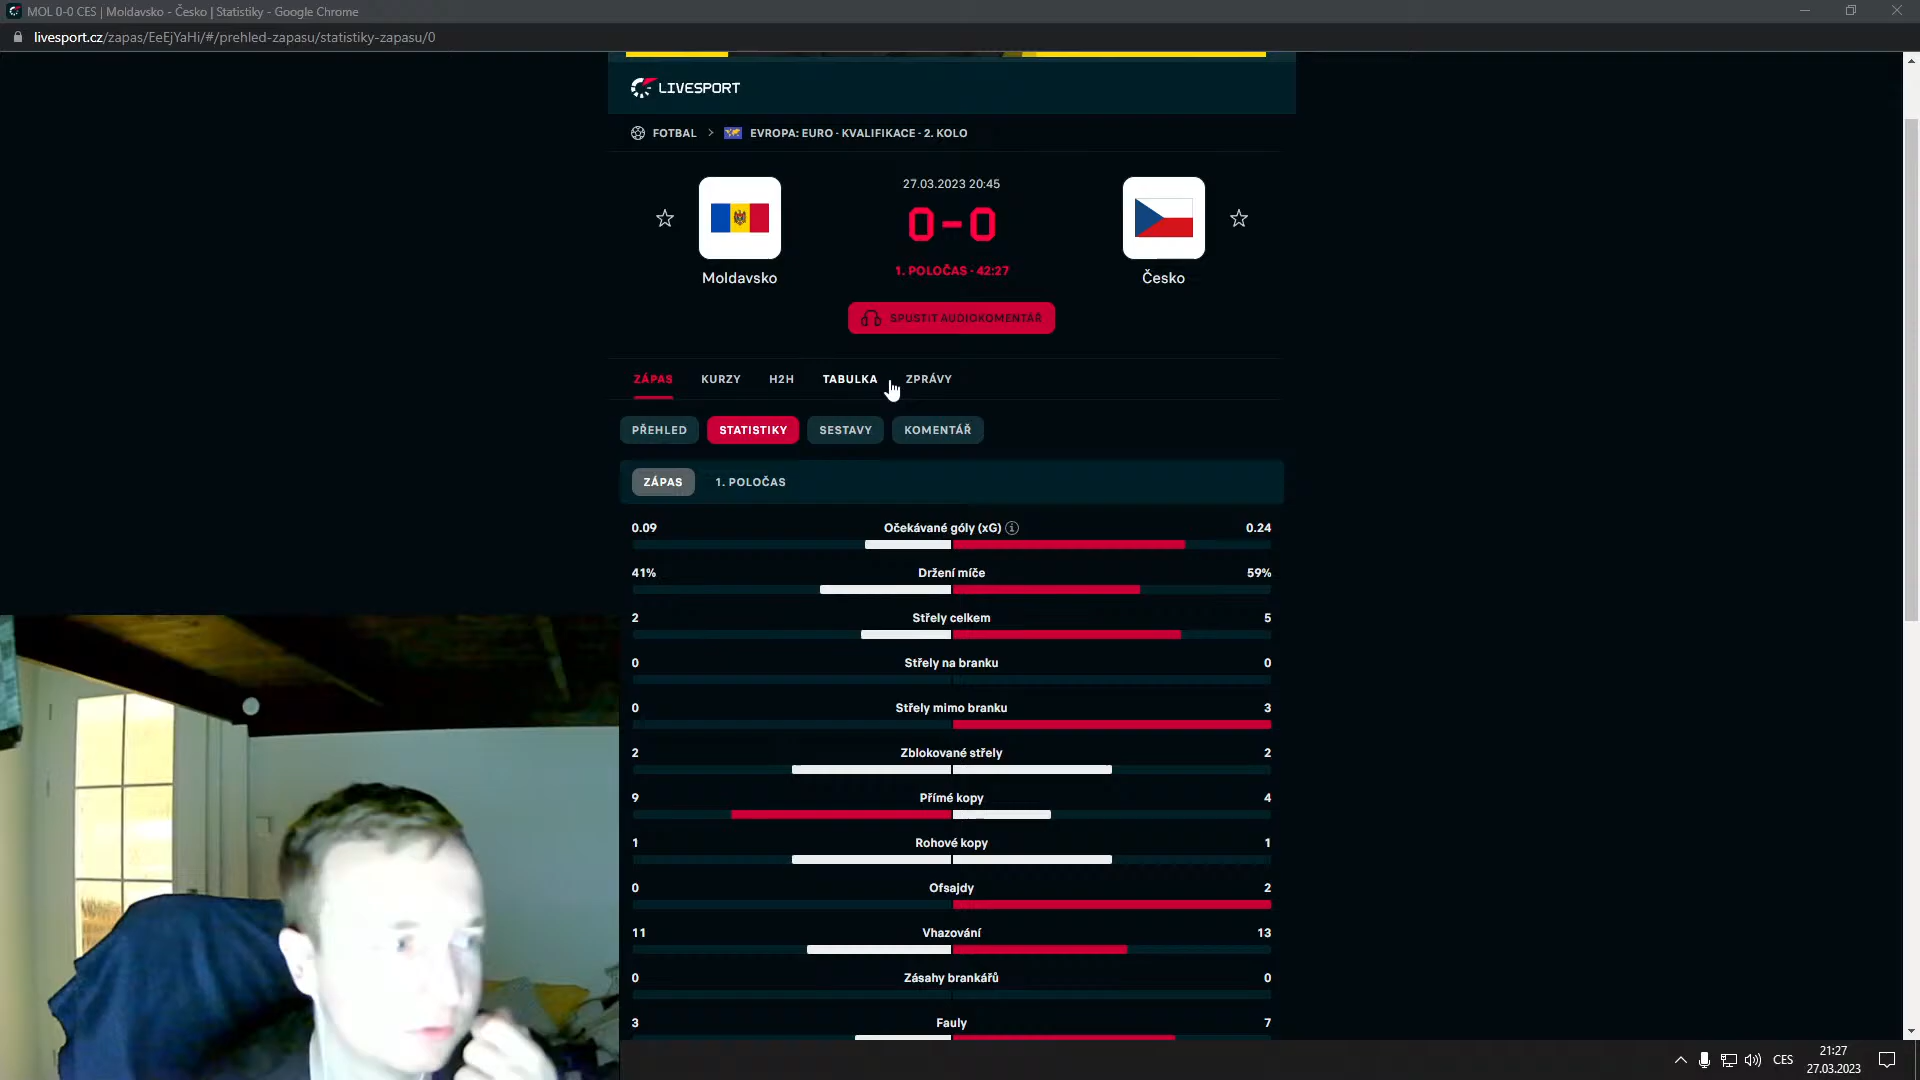 MOL 0-0 CES | Moldavsko - Česko | Statistiky - Google Chrome
livesport.cz/zapas/EeEjYaHi/#/prehled-zapasu/statistiky-zapasu/0
LIVESPORT
FOTBAL > EVROPA: EURO - KVALIFIKACE - 2. KOLO
27.03.2023 20:45
0-0
1. POLOČAS - 42:27
Moldavsko
Česko
SPUSTIT AUDIOKOMENTÁŘ
ZÁPAS KURZY H2H TABULKA ZPRÁVY
PŘEHLED STATISTIKY SESTAVY KOMENTÁŘ
ZÁPAS 1. POLOČAS
0.09 Očekávané góly (xG) 0.24
41% Držení míče 59%
2 Střely celkem 5
0 Střely na branku 0
0 Střely mimo branku 3
2 Zblokované střely 2
9 Přímé kopy 4
1 Rohové kopy 1
0 Ofsajdy 2
11 Vhazování 13
0 Zásahy brankářů 0
3 Fauly 7
CES
21:27
27.03.2023